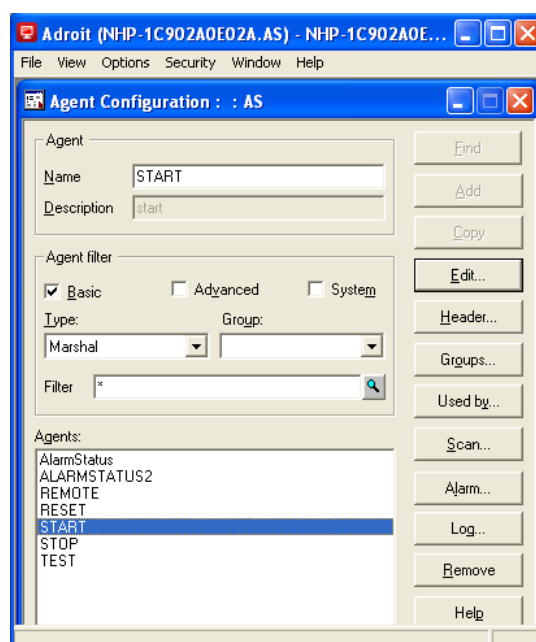 Adroit (NHP-1C902A0E02A.AS) - NHP-1C902A0E...
File View Options Security Window Help
Agent Configuration : : AS
Agent
Name START
Description start
Find
Add
Copy
Agent filter
Basic Advanced System
Type: Group:
Marshal
Filter *
Edit...
Header...
Groups...
Used by...
Agents:
AlarmStatus
ALARMSTATUS2
REMOTE
RESET
START
STOP
TEST
Scan...
Alarm...
Log...
Remove
Help